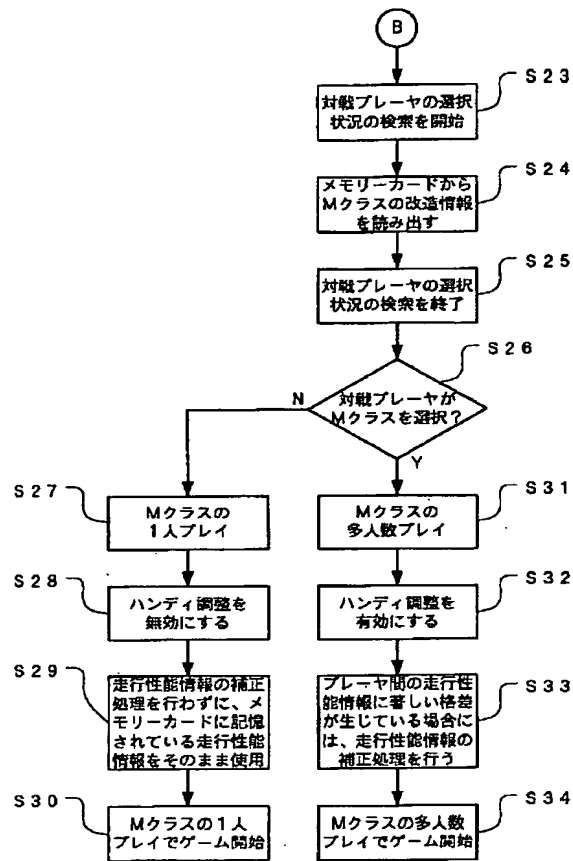 B
S23
対戦プレーヤの選択
状況の検索を開始
S24
メモリーカードから
Mクラスの改造情報
を読み出す
S25
対戦プレーヤの選択
状況の検索を終了
S26
対戦プレーヤが
Mクラスを選択?
N
Y
S27
Mクラスの
1人プレイ
S31
Mクラスの
多人数プレイ
S28
ハンディ調整を
無効にする
S32
ハンディ調整を
有効にする
S29
走行性能情報の補正
処理を行わずに、メ
モリーカードに記憶
されている走行性能
情報をそのまま使用
S33
プレーヤ間の走行性
能情報に著しい格差
が生じている場合に
は、走行性能情報の
補正処理を行う
S30
Mクラスの1人
プレイでゲーム開始
S34
Mクラスの多人数
プレイでゲーム開始